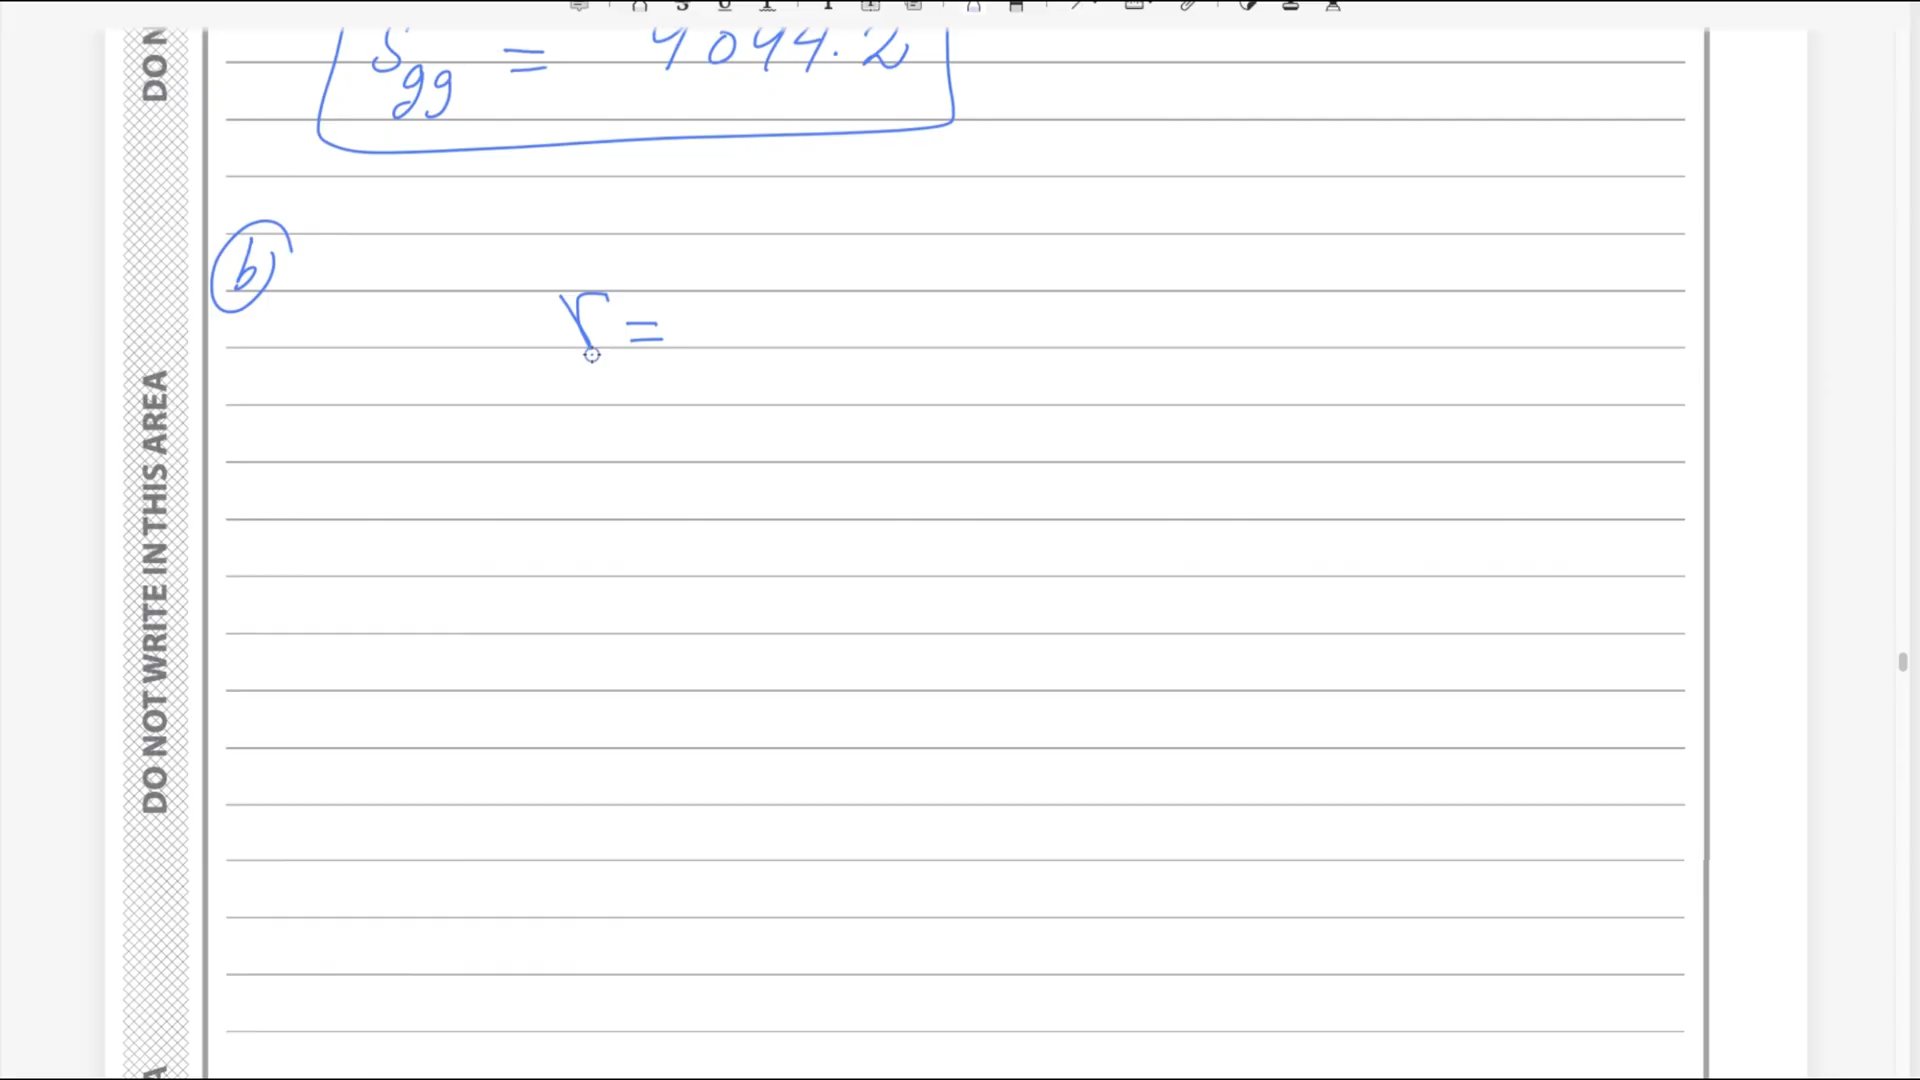 DO N
S_gg = 4044.2
b
r =
DO NOT WRITE IN THIS AREA
A